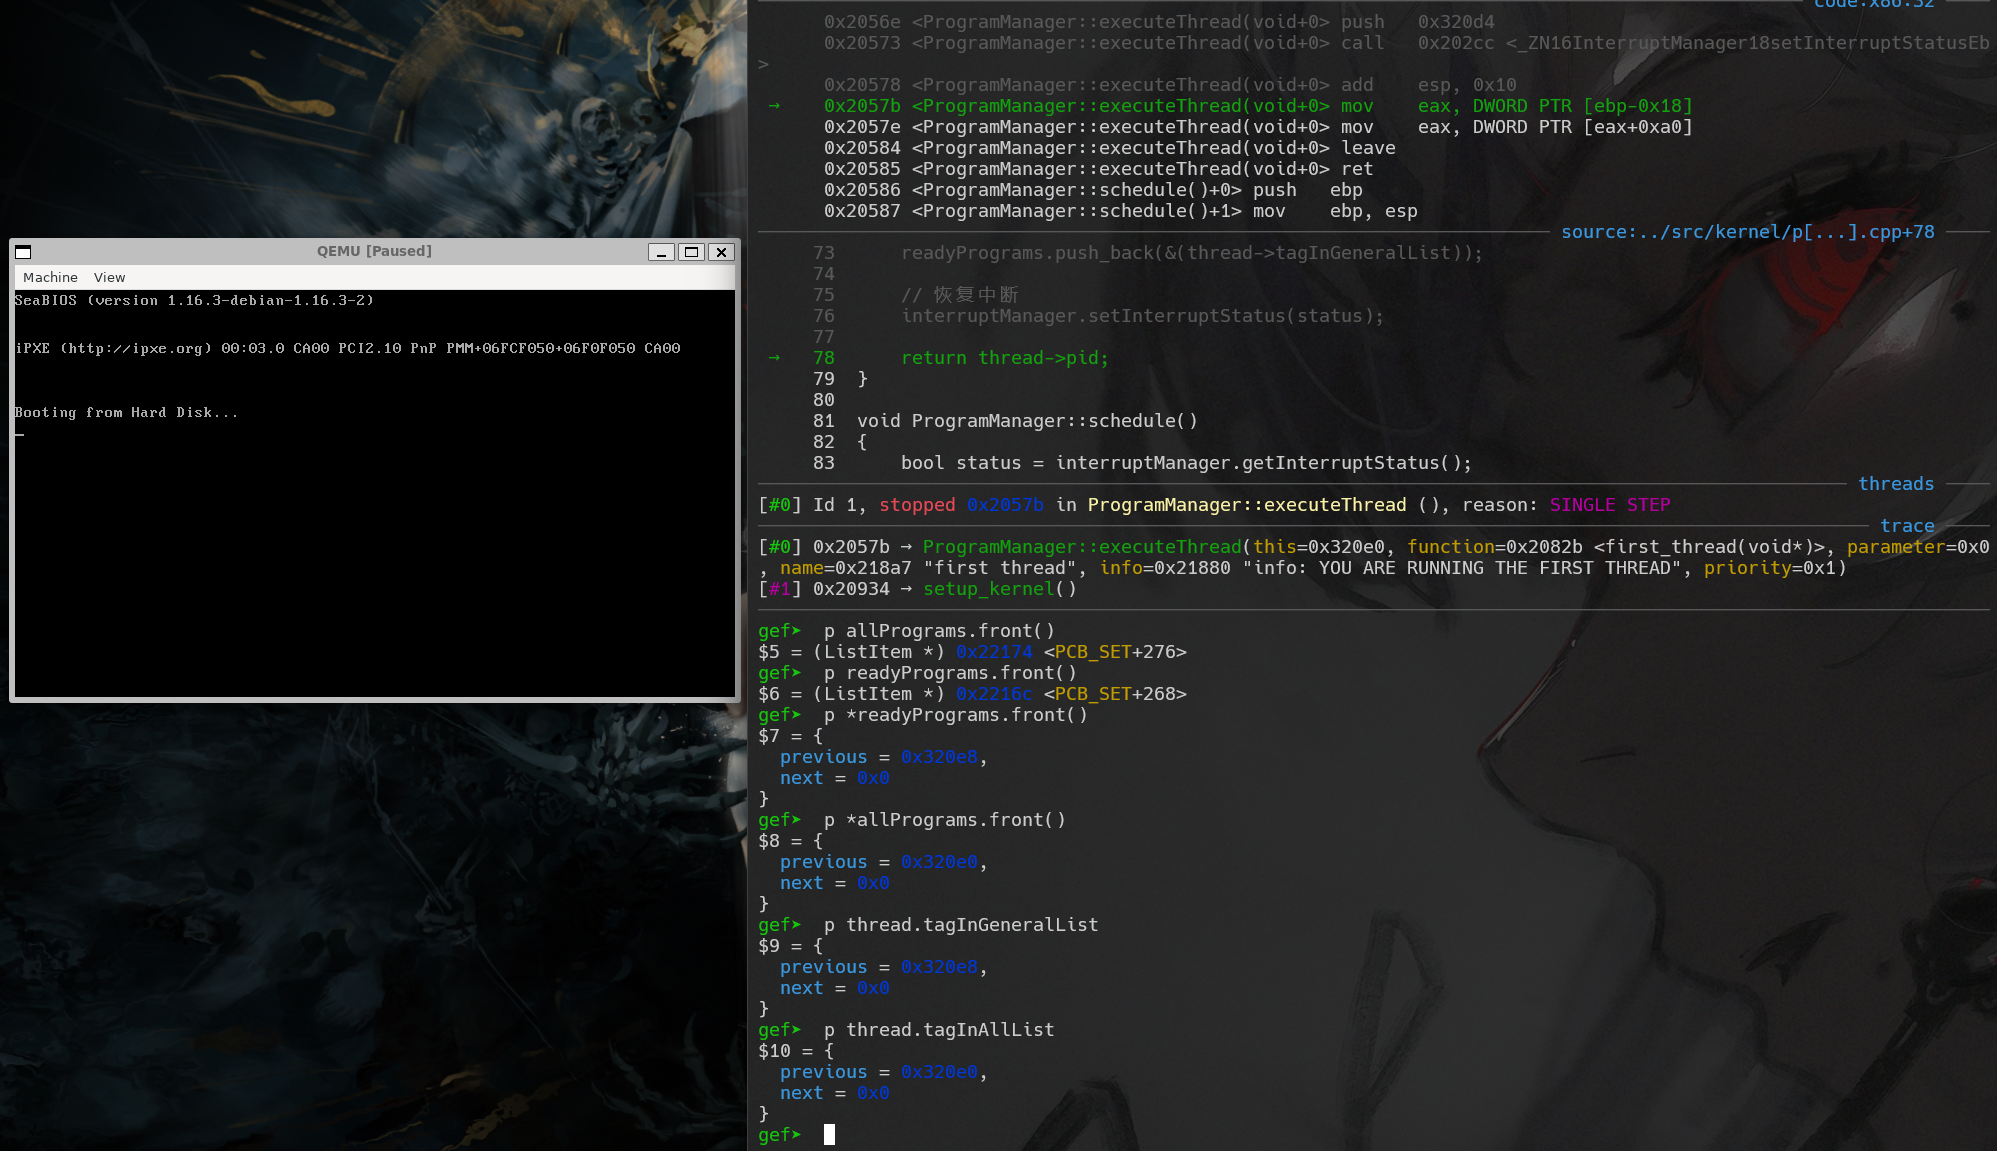 QEMU [Paused]
Machine View
SeaBIOS (version 1.16.3-debian-1.16.3-2)
iPXE (http://ipxe.org) 00:03.0 CA00 PCI2.10 PnP PMM+06FCF050+06F0F050 CA00
Booting from Hard Disk...
_
code:x86:32
0x2056e <ProgramManager::executeThread(void+0> push   0x320d4
0x20573 <ProgramManager::executeThread(void+0> call   0x202cc <_ZN16InterruptManager18setInterruptStatusEb
>
0x20578 <ProgramManager::executeThread(void+0> add    esp, 0x10
→ 0x2057b <ProgramManager::executeThread(void+0> mov    eax, DWORD PTR [ebp-0x18]
0x2057e <ProgramManager::executeThread(void+0> mov    eax, DWORD PTR [eax+0xa0]
0x20584 <ProgramManager::executeThread(void+0> leave
0x20585 <ProgramManager::executeThread(void+0> ret
0x20586 <ProgramManager::schedule()+0> push   ebp
0x20587 <ProgramManager::schedule()+1> mov    ebp, esp
source:../src/kernel/p[...].cpp+78
73      readyPrograms.push_back(&(thread->tagInGeneralList));
74
75      // 恢复中断
76      interruptManager.setInterruptStatus(status);
77
→ 78      return thread->pid;
79  }
80
81  void ProgramManager::schedule()
82  {
83      bool status = interruptManager.getInterruptStatus();
threads
[#0] Id 1, stopped 0x2057b in ProgramManager::executeThread (), reason: SINGLE STEP
trace
[#0] 0x2057b → ProgramManager::executeThread(this=0x320e0, function=0x2082b <first_thread(void*)>, parameter=0x0
, name=0x218a7 "first thread", info=0x21880 "info: YOU ARE RUNNING THE FIRST THREAD", priority=0x1)
[#1] 0x20934 → setup_kernel()
gef➤  p allPrograms.front()
$5 = (ListItem *) 0x22174 <PCB_SET+276>
gef➤  p readyPrograms.front()
$6 = (ListItem *) 0x2216c <PCB_SET+268>
gef➤  p *readyPrograms.front()
$7 = {
previous = 0x320e8,
next = 0x0
}
gef➤  p *allPrograms.front()
$8 = {
previous = 0x320e0,
next = 0x0
}
gef➤  p thread.tagInGeneralList
$9 = {
previous = 0x320e8,
next = 0x0
}
gef➤  p thread.tagInAllList
$10 = {
previous = 0x320e0,
next = 0x0
}
gef➤